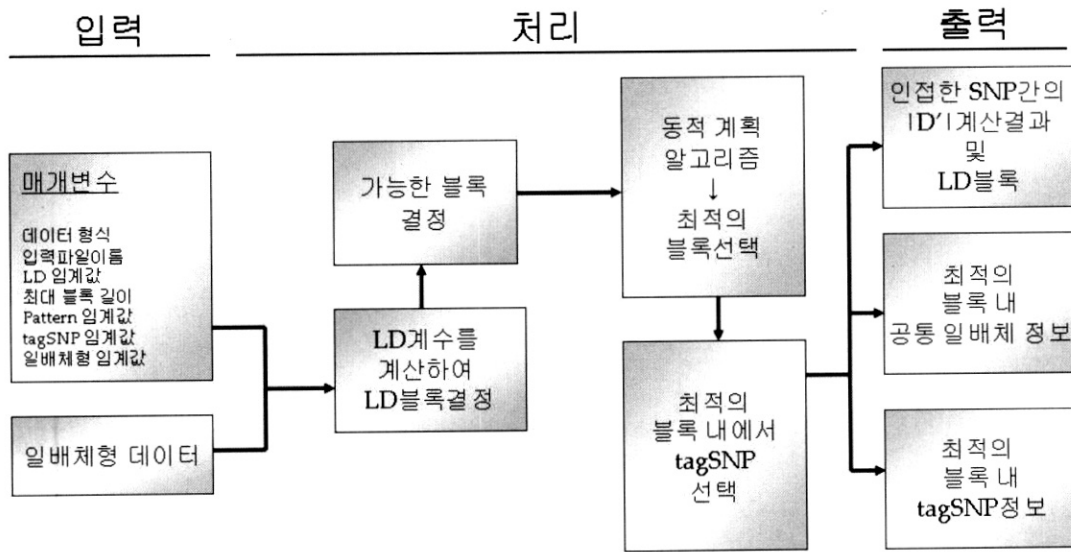 입력
처리
출력
매개변수
데이터 형식
입력파일이름
LD 임계값
최대 블록 길이
Pattern 임계값
tagSNP 임계값
일배체형 임계값
일배체형 데이터
가능한 블록
결정
LD계수를
계산하여
LD블록결정
동적 계획
알고리즘
↓
최적의
블록선택
최적의
블록 내에서
tagSNP
선택
인접한 SNP간의
|D′|계산결과
및
LD블록
최적의
블록 내
공통 일배체 정보
최적의
블록 내
tagSNP정보